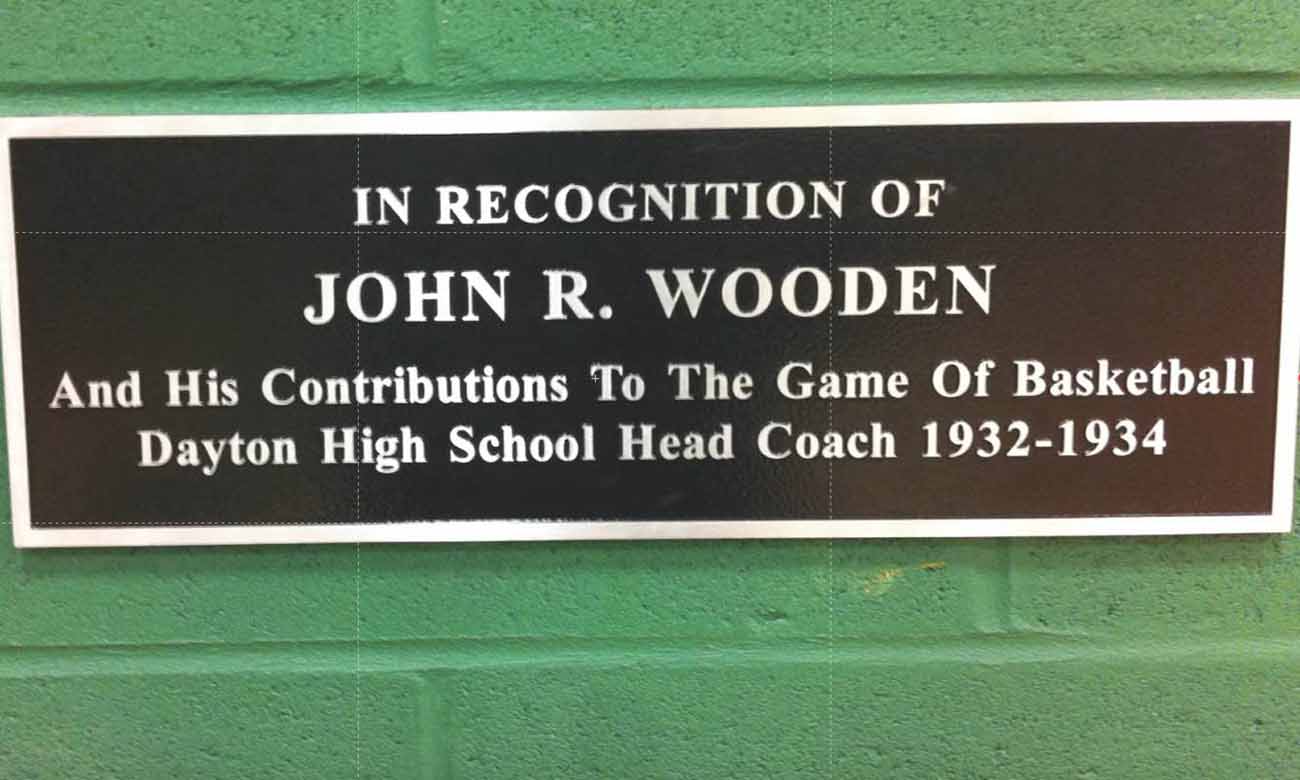 IN RECOGNITION OF
JOHN R. WOODEN
And His Contributions To The Game Of Basketball
Dayton High School Head Coach 1932-1934